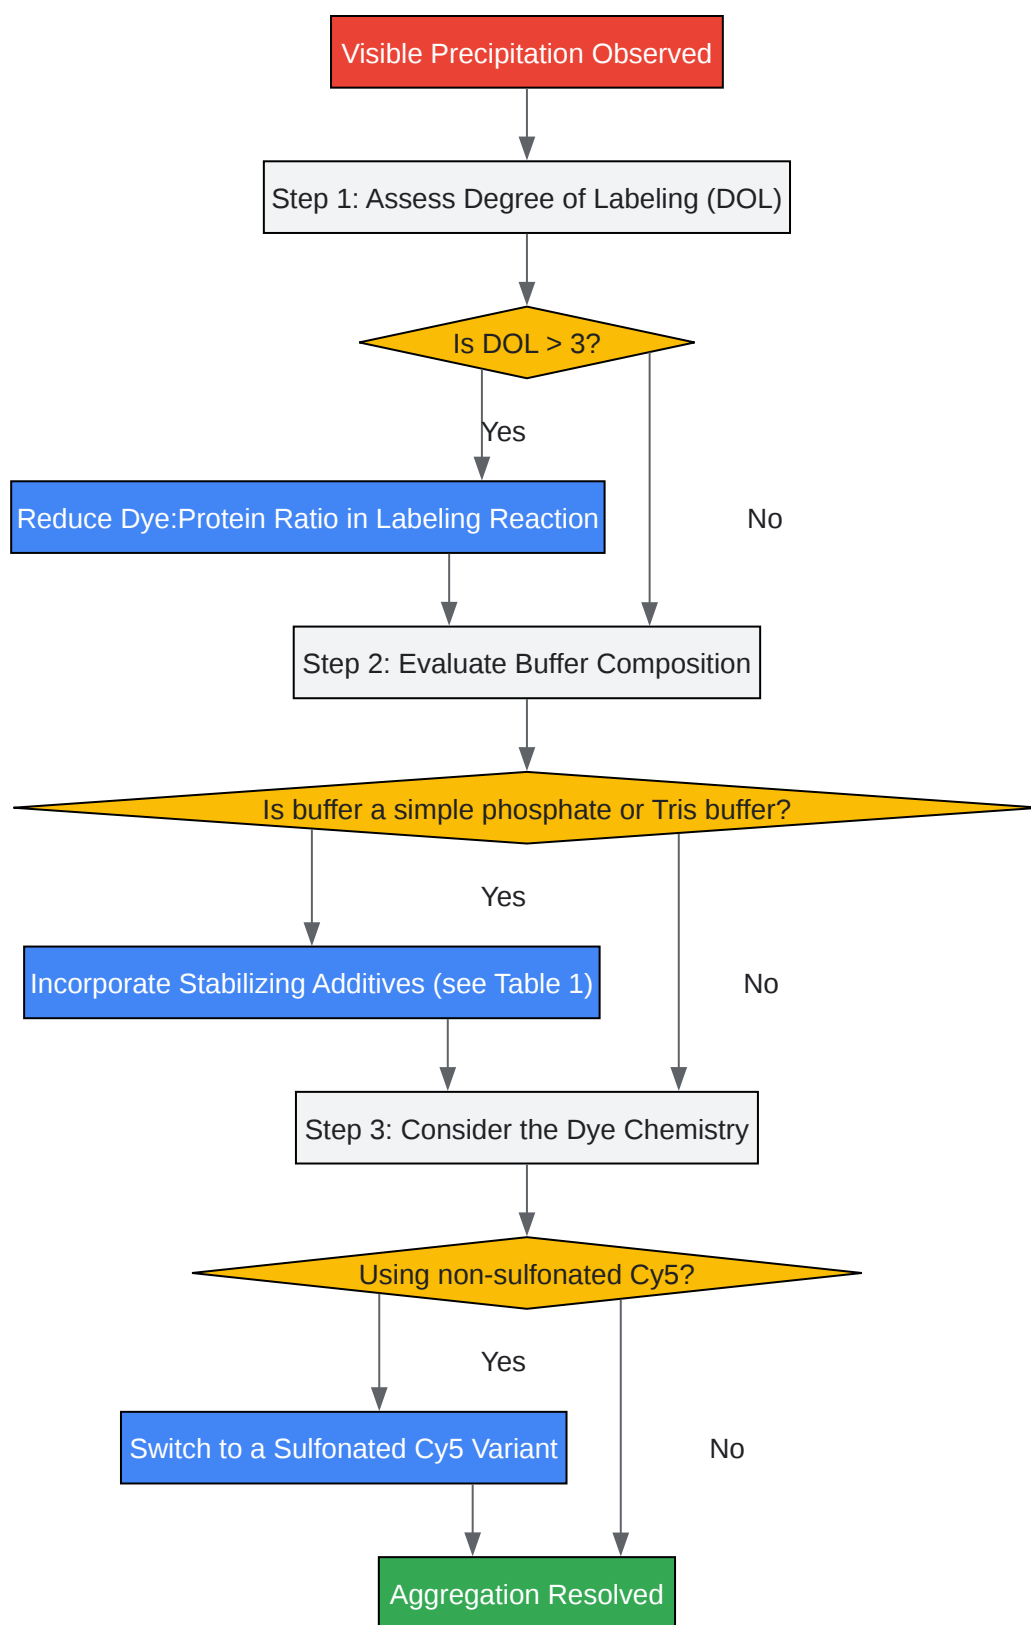 Visible Precipitation Observed
Step 1: Assess Degree of Labeling (DOL)
Is DOL > 3?
Yes
Reduce Dye:Protein Ratio in Labeling Reaction
No
Step 2: Evaluate Buffer Composition
Is buffer a simple phosphate or Tris buffer?
Yes
Incorporate Stabilizing Additives (see Table 1)
No
Step 3: Consider the Dye Chemistry
Using non-sulfonated Cy5?
Yes
Switch to a Sulfonated Cy5 Variant
No
Aggregation Resolved